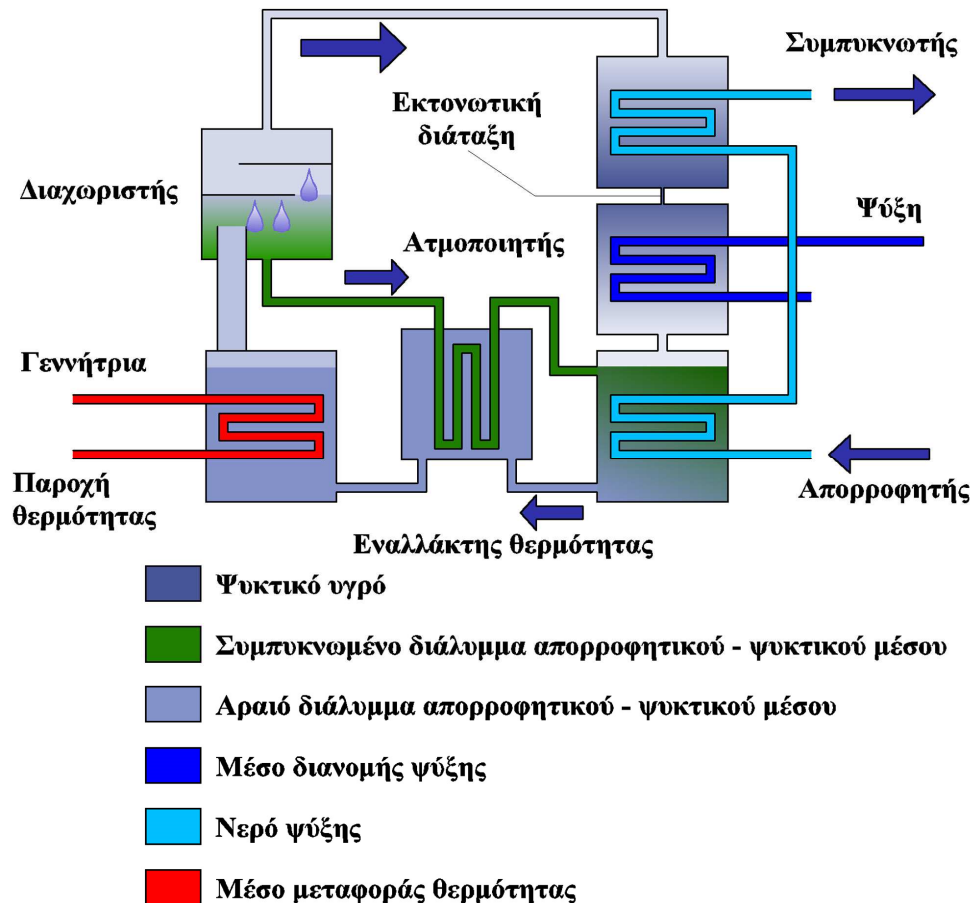 Συμπυκνωτής
Εκτονωτική
διάταξη
Διαχωριστής
Ψύξη
Ατμοποιητής
Γεννήτρια
Παροχή
θερμότητας
Απορροφητής
Εναλλάκτης θερμότητας
Ψυκτικό υγρό
Συμπυκνωμένο διάλυμμα απορροφητικού - ψυκτικού μέσου
Αραιό διάλυμμα απορροφητικού - ψυκτικού μέσου
Μέσο διανομής ψύξης
Νερό ψύξης
Μέσο μεταφοράς θερμότητας